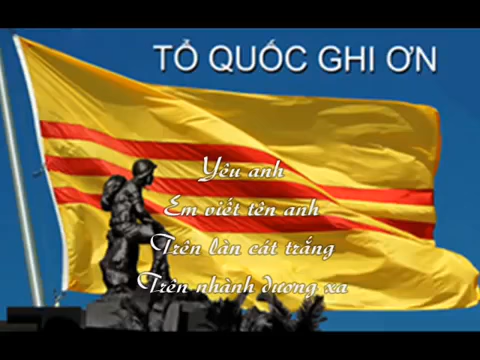 TỔ QUỐC GHI ƠN
Yêu anh
Em viết tên anh
Trên làn cát trắng
Trên nhành dương xa